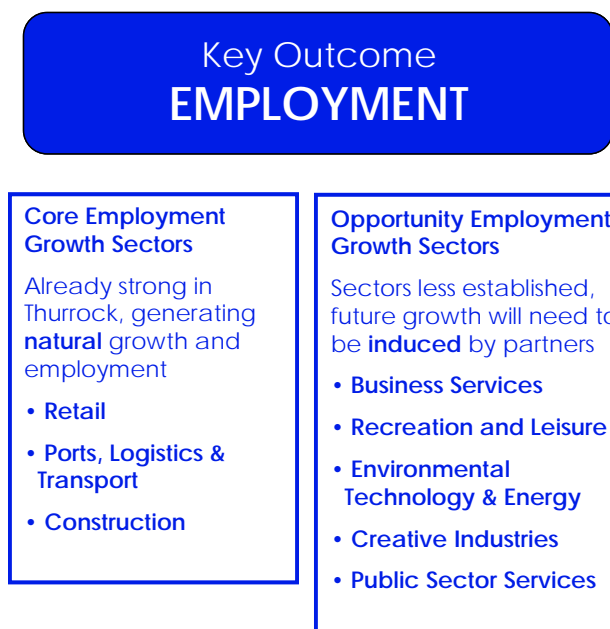 Key Outcome
EMPLOYMENT
Core Employment
Growth Sectors
Already strong in
Thurrock, generating
natural growth and
employment
• Retail
• Ports, Logistics &
Transport
• Construction
Opportunity Employment
Growth Sectors
Sectors less established,
future growth will need to
be induced by partners
• Business Services
• Recreation and Leisure
• Environmental
Technology & Energy
• Creative Industries
• Public Sector Services